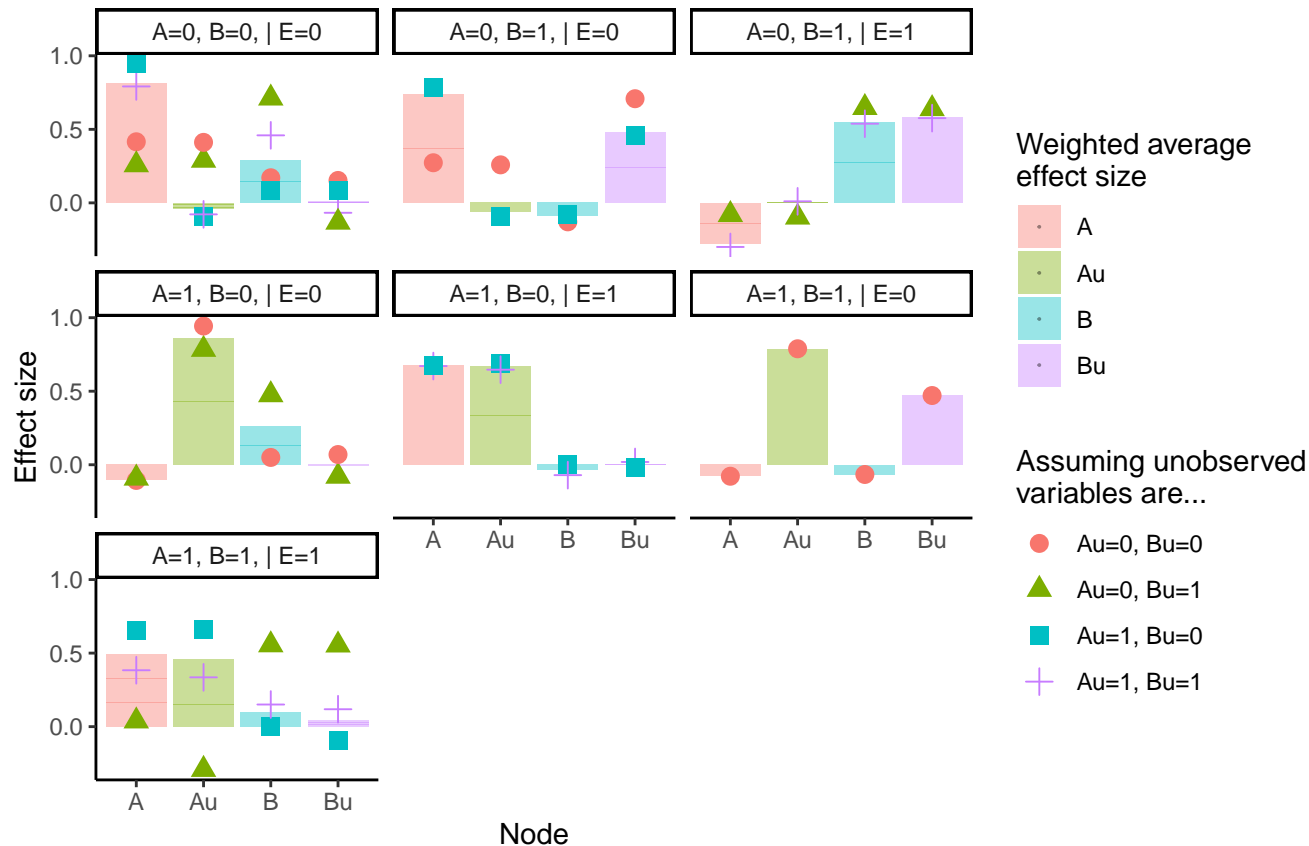 A=0, B=0, | E=0
A=0, B=1, | E=0
A=0, B=1, | E=1
1.0
0.5
0.0
A=1, B=0, | E=0
A=1, B=0, | E=1
A=1, B=1, | E=0
1.0
0.5
0.0
A
Au
B
Bu
A
Au
B
Bu
A=1, B=1, | E=1
1.0
0.5
0.0
A
Au
B
Bu
Effect size
Node
Weighted average
effect size
A
Au
B
Bu
Assuming unobserved
variables are...
Au=0, Bu=0
Au=0, Bu=1
Au=1, Bu=0
Au=1, Bu=1